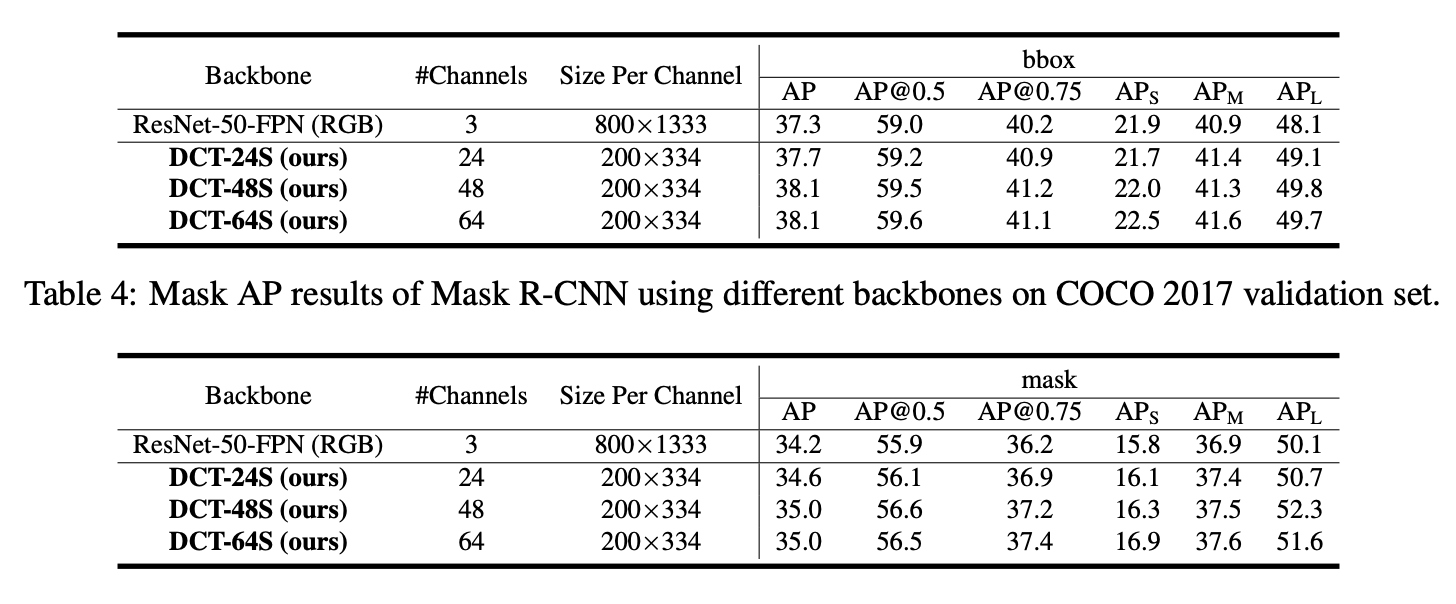 bbox
Backbone #Channels Size Per Channel
AP AP@0.5 AP@0.75 APS APM APL
ResNet-50-FPN (RGB) 3 800×1333 37.3 59.0 40.2 21.9 40.9 48.1
DCT-24S (ours) 24 200×334 37.7 59.2 40.9 21.7 41.4 49.1
DCT-48S (ours) 48 200×334 38.1 59.5 41.2 22.0 41.3 49.8
DCT-64S (ours) 64 200×334 38.1 59.6 41.1 22.5 41.6 49.7
Table 4: Mask AP results of Mask R-CNN using different backbones on COCO 2017 validation set.
mask
Backbone #Channels Size Per Channel
AP AP@0.5 AP@0.75 APS APM APL
ResNet-50-FPN (RGB) 3 800×1333 34.2 55.9 36.2 15.8 36.9 50.1
DCT-24S (ours) 24 200×334 34.6 56.1 36.9 16.1 37.4 50.7
DCT-48S (ours) 48 200×334 35.0 56.6 37.2 16.3 37.5 52.3
DCT-64S (ours) 64 200×334 35.0 56.5 37.4 16.9 37.6 51.6